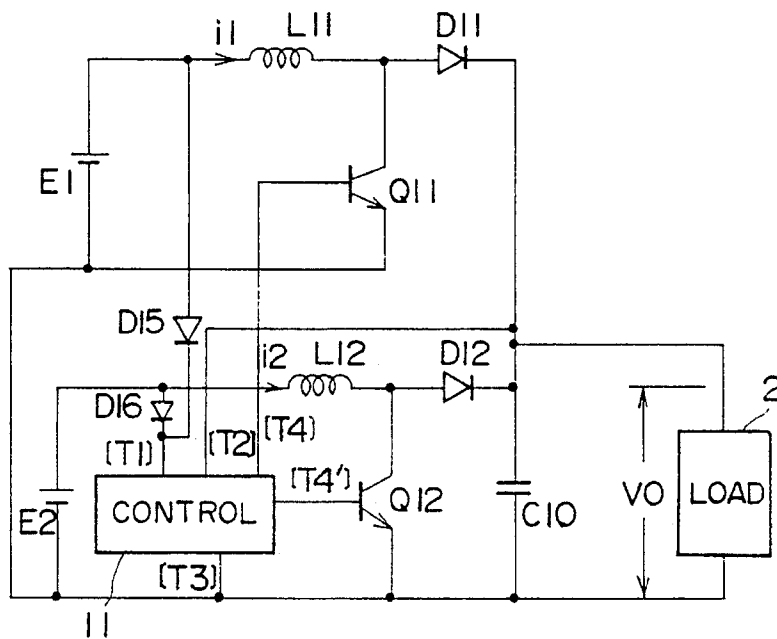 i1
L11
D11
E1
Q11
D15
i2
L12
D12
D16
[T1)
[T2]
[T4)
2
[T4')
E2
CONTROL
Q12
C10
VO
LOAD
[T3)
11